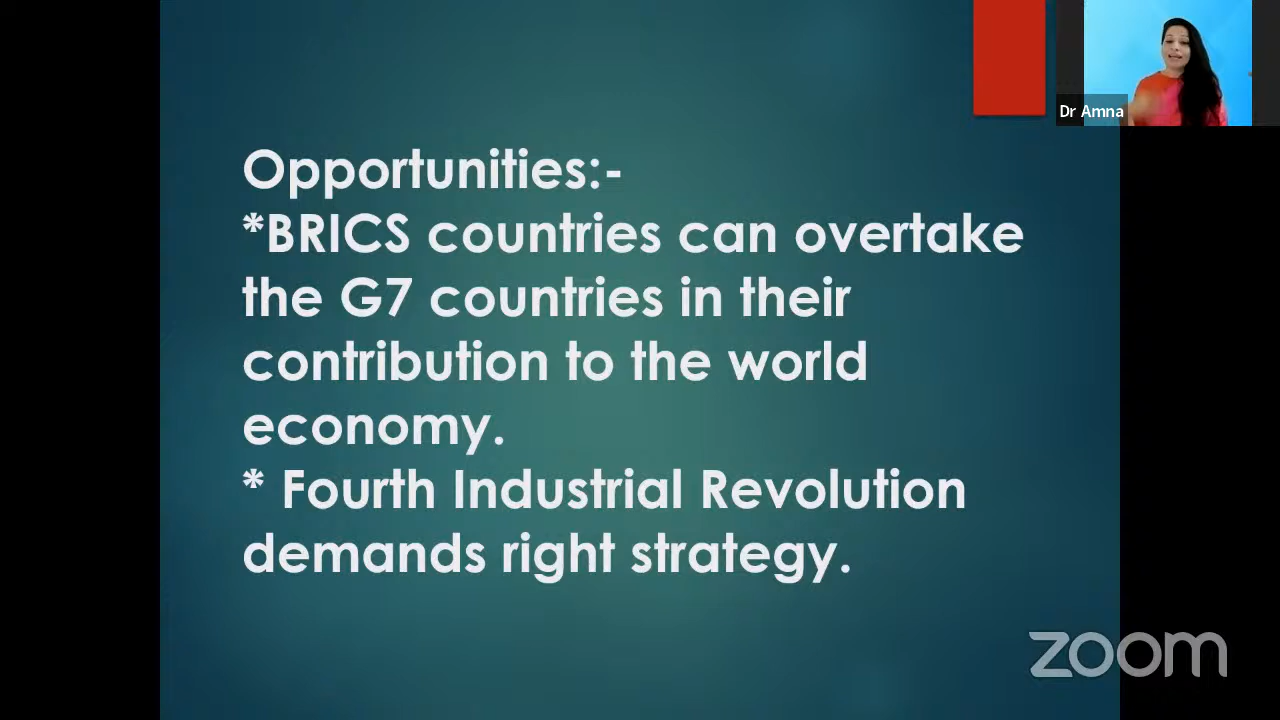 Dr Amna
Opportunities:-
*BRICS countries can overtake
the G7 countries in their
contribution to the world
economy.
* Fourth Industrial Revolution
demands right strategy.
zoom